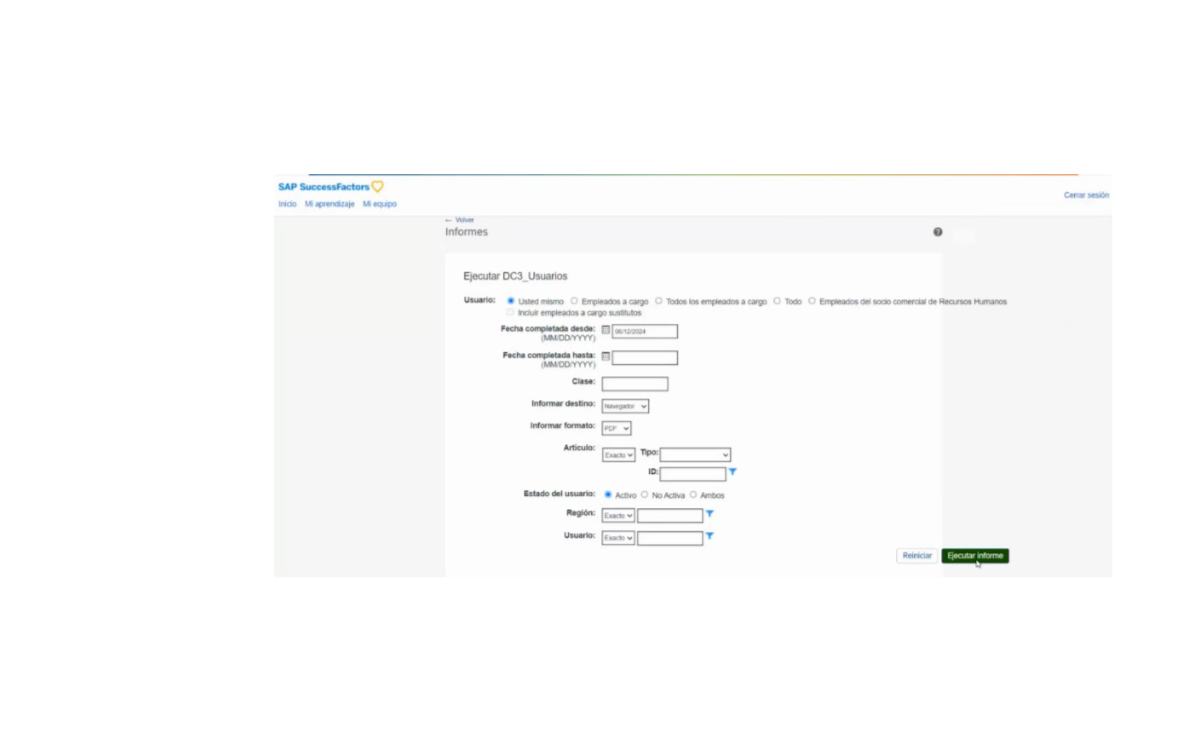 SAP SuccessFactors
Inicio Mi aprendizaje Mi equipo
Cerrar sesión
← Volver
Informes
?
Ejecutar DC3_Usuarios
Usuario: Usted mismo Empleados a cargo Todos los empleados a cargo Todo Empleados del socio comercial de Recursos Humanos
Incluir empleados a cargo sustitutos
Fecha completada desde: 06/12/2024
(MM/DD/YYYY)
Fecha completada hasta:
(MM/DD/YYYY)
Clase:
Informar destino: Navegador
Informar formato: PDF
Artículo: Exacto Tipo:
ID:
Estado del usuario: Activo No Activa Ambos
Región: Exacto
Usuario: Exacto
Reiniciar Ejecutar informe